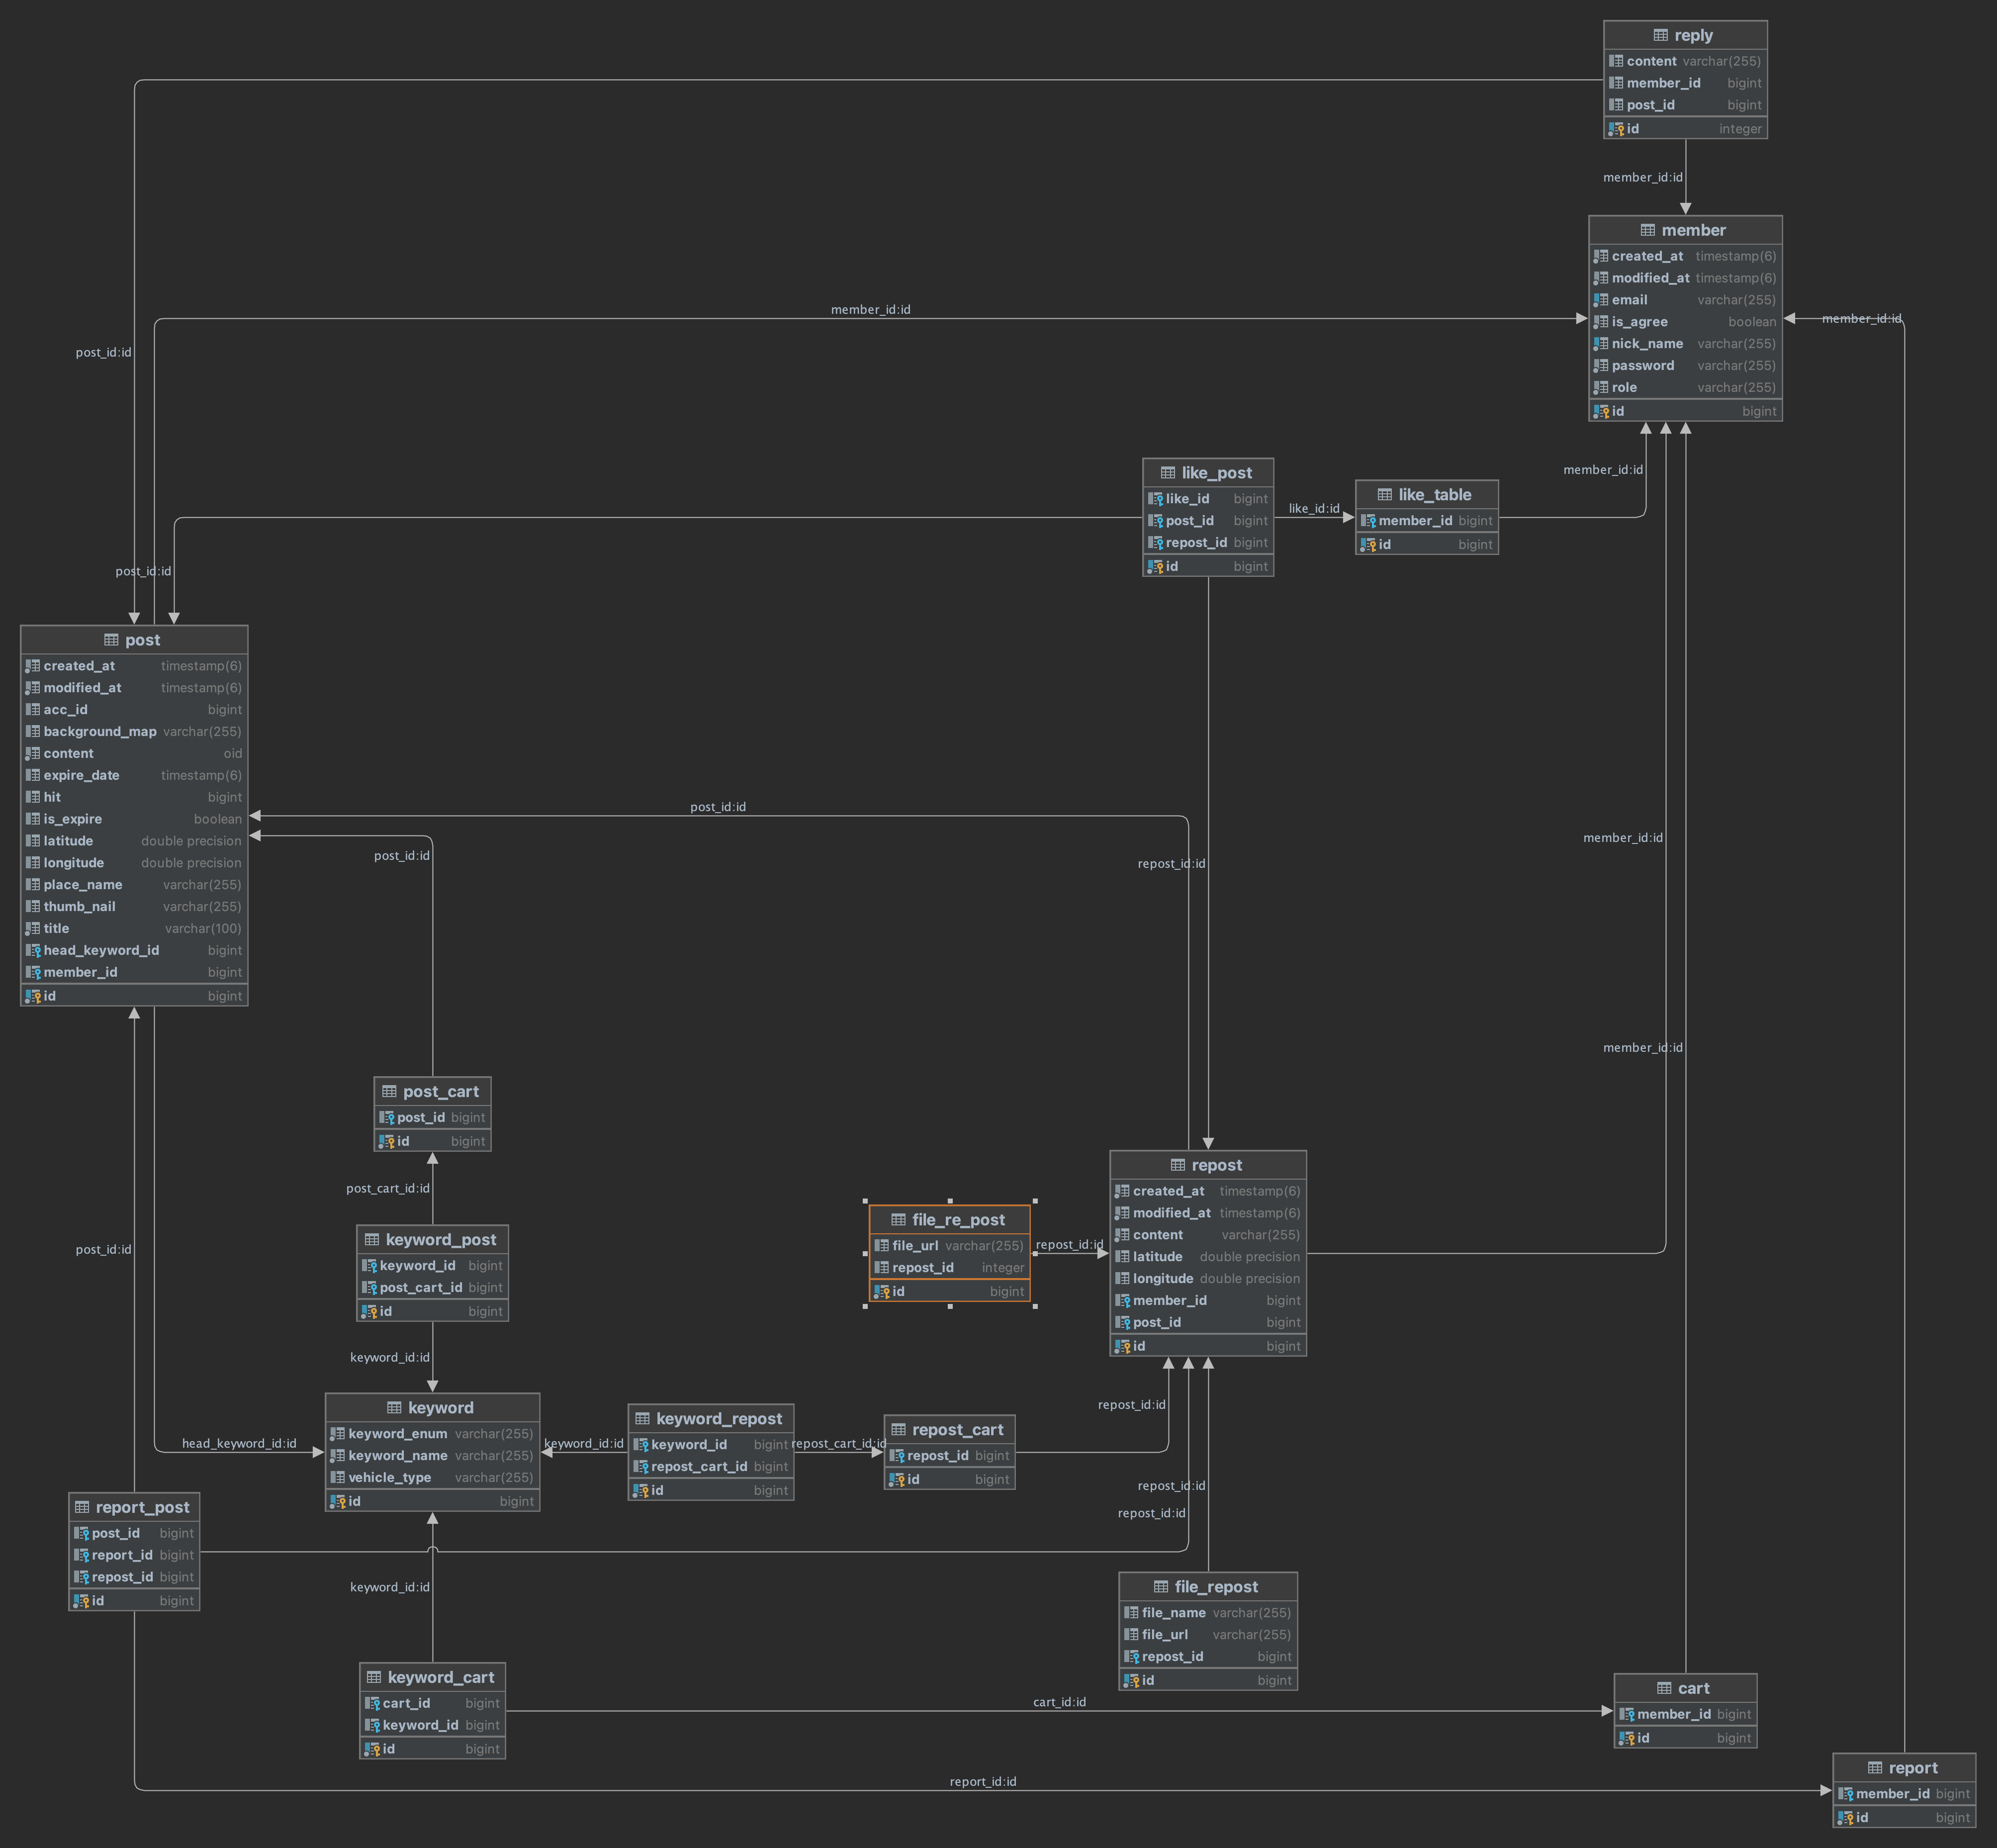 reply
content varchar(255)
member_id bigint
post_id bigint
id integer
member_id:id
member
created_at timestamp(6)
modified_at timestamp(6)
email varchar(255)
is_agree boolean
nick_name varchar(255)
password varchar(255)
role varchar(255)
id bigint
member_id:id
member_id:id
post_id:id
like_post
like_id bigint
post_id bigint
repost_id bigint
id bigint
like_id:id
like_table
member_id bigint
id bigint
member_id:id
post_id:id
post
created_at timestamp(6)
modified_at timestamp(6)
acc_id bigint
background_map varchar(255)
content oid
expire_date timestamp(6)
hit bigint
is_expire boolean
latitude double precision
longitude double precision
place_name varchar(255)
thumb_nail varchar(255)
title varchar(100)
head_keyword_id bigint
member_id bigint
id bigint
post_id:id
post_id:id
repost_id:id
member_id:id
member_id:id
post_cart
post_id bigint
id bigint
post_cart_id:id
keyword_post
keyword_id bigint
post_cart_id bigint
id bigint
post_id:id
keyword_id:id
file_re_post
file_url varchar(255)
repost_id integer
id bigint
repost_id:id
repost
created_at timestamp(6)
modified_at timestamp(6)
content varchar(255)
latitude double precision
longitude double precision
member_id bigint
post_id bigint
id bigint
head_keyword_id:id
keyword
keyword_enum varchar(255)
keyword_name varchar(255)
vehicle_type varchar(255)
id bigint
keyword_id:id
keyword_repost
keyword_id bigint
repost_cart_id bigint
id bigint
repost_cart_id:id
repost_cart
repost_id bigint
id bigint
repost_id:id
repost_id:id
repost_id:id
report_post
post_id bigint
report_id bigint
repost_id bigint
id bigint
keyword_id:id
file_repost
file_name varchar(255)
file_url varchar(255)
repost_id bigint
id bigint
keyword_cart
cart_id bigint
keyword_id bigint
id bigint
cart_id:id
cart
member_id bigint
id bigint
report_id:id
report
member_id bigint
id bigint